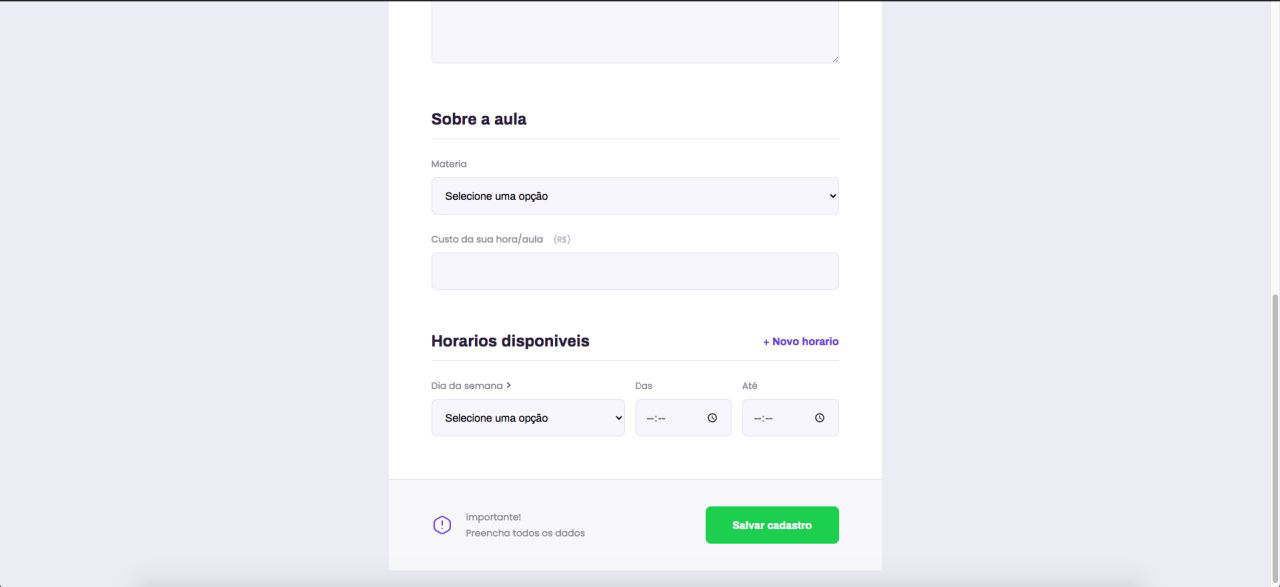 Sobre a aula
Materia
Selecione uma opção
Custo da sua hora/aula (R$)
Horarios disponiveis + Novo horario
Dia da semana > Das Até
Selecione uma opção --:-- --:--
importante!
Preencha todos os dados
Salvar cadastro